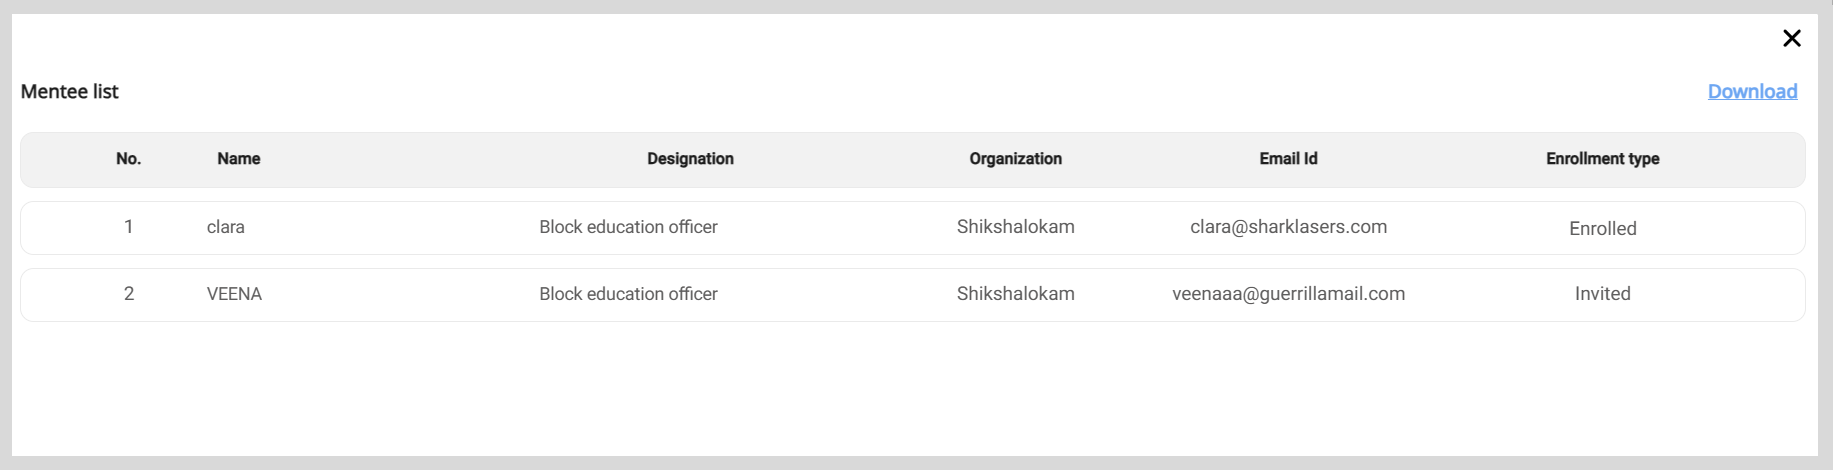 Mentee list
Download
No. Name Designation Organization Email Id Enrollment type
1 clara Block education officer Shikshalokam clara@sharklasers.com Enrolled
2 VEENA Block education officer Shikshalokam veenaaa@guerrillamail.com Invited